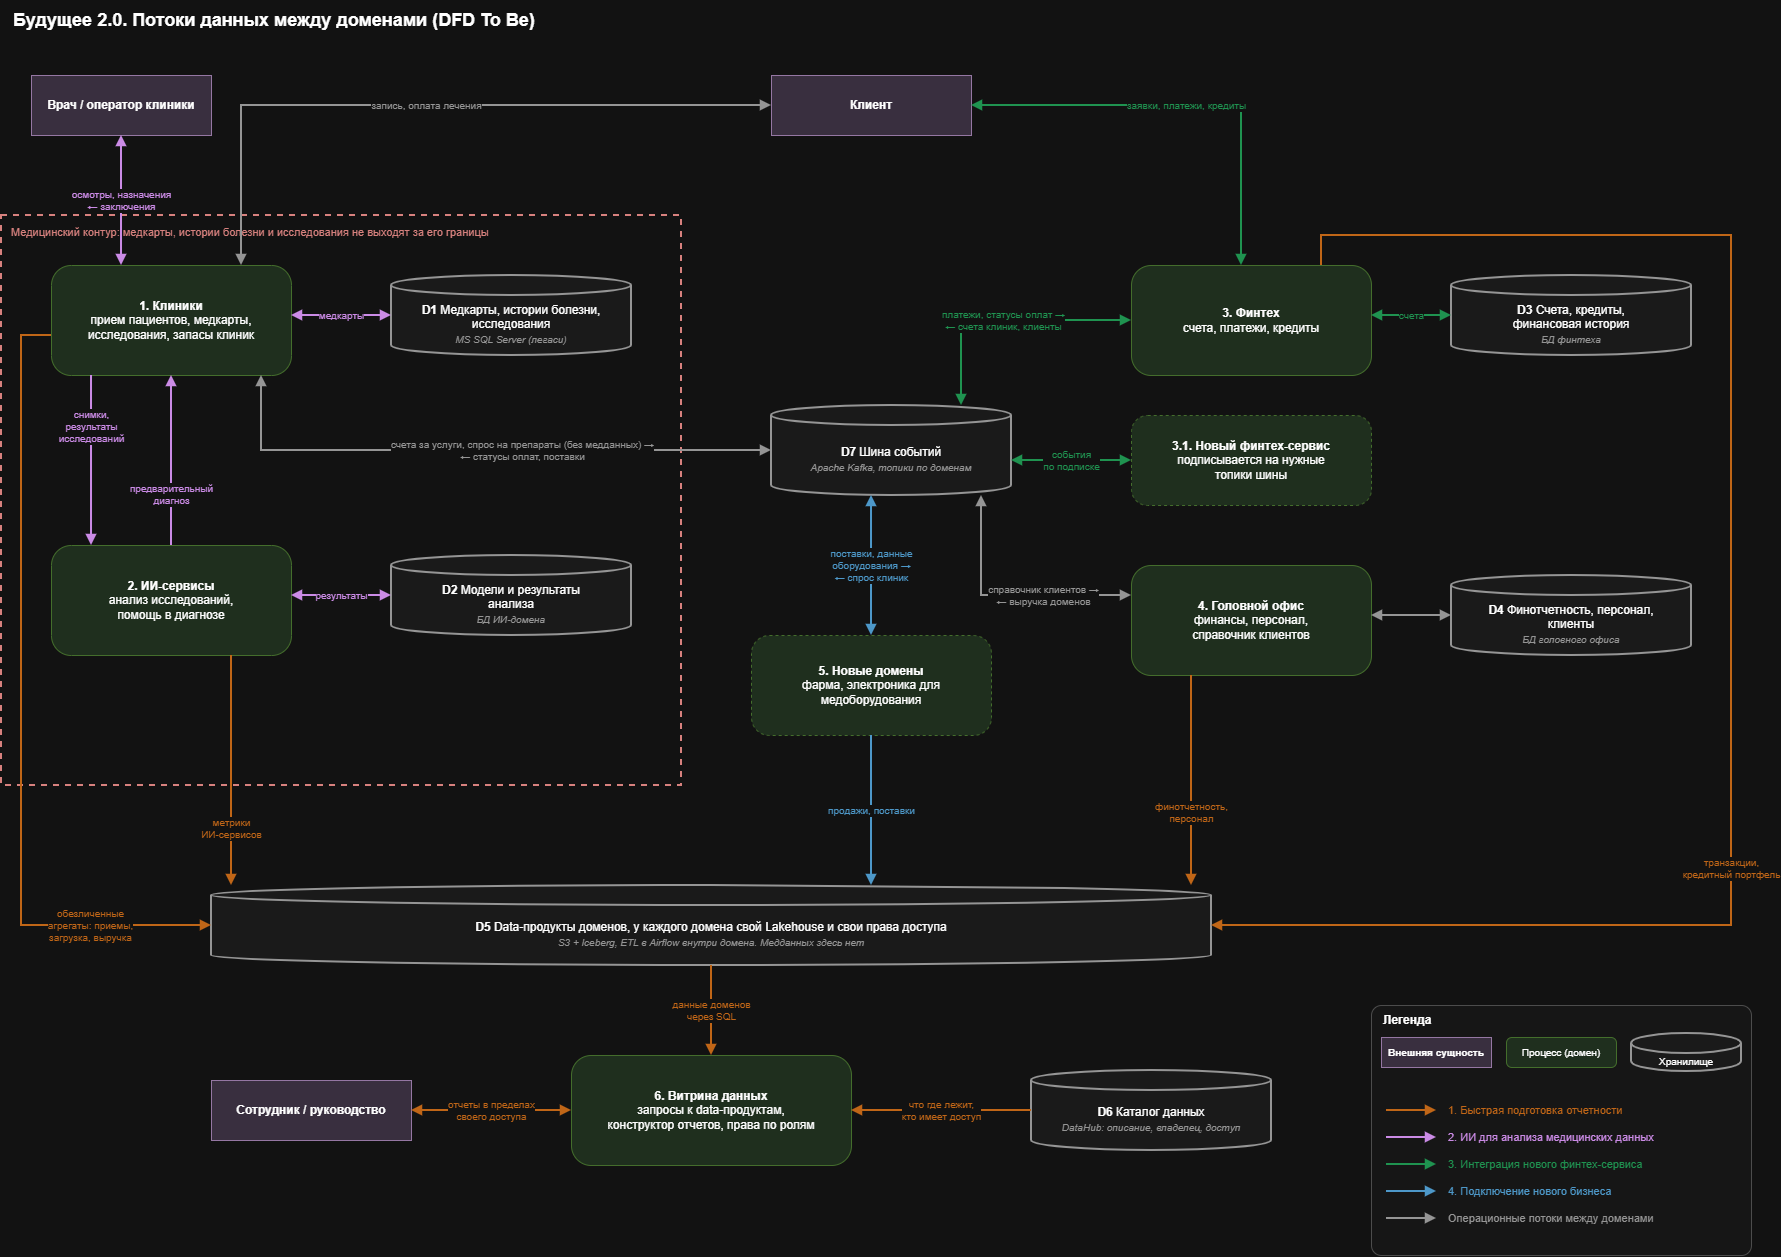 Будущее 2.0. Потоки данных между доменами (DFD To Be)
Врач / оператор клиники
запись, оплата лечения
Клиент
заявки, платежи, кредиты
осмотры, назначения
← заключения
Медицинский контур: медкарты, истории болезни и исследования не выходят за его границы
1. Клиники
прием пациентов, медкарты,
исследования, запасы клиник
медкарты
D1 Медкарты, истории болезни,
исследования
MS SQL Server (легаси)
платежи, статусы оплат →
← счета клиник, клиенты
3. Финтех
счета, платежи, кредиты
счета
D3 Счета, кредиты,
финансовая история
БД финтеха
снимки,
результаты
исследований
счета за услуги, спрос на препараты (без медданных) →
← статусы оплат, поставки
D7 Шина событий
Apache Kafka, топики по доменам
события
по подписке
3.1. Новый финтех-сервис
подписывается на нужные
топики шины
предварительный
диагноз
2. ИИ-сервисы
анализ исследований,
помощь в диагнозе
результаты
D2 Модели и результаты
анализа
БД ИИ-домена
поставки, данные
оборудования →
← спрос клиник
справочник клиентов →
← выручка доменов
4. Головной офис
финансы, персонал,
справочник клиентов
D4 Финотчетность, персонал,
клиенты
БД головного офиса
5. Новые домены
фарма, электроника для
медоборудования
метрики
ИИ-сервисов
продажи, поставки
финотчетность,
персонал
транзакции,
кредитный портфель
обезличенные
агрегаты: приемы,
загрузка, выручка
D5 Data-продукты доменов, у каждого домена свой Lakehouse и свои права доступа
S3 + Iceberg, ETL в Airflow внутри домена. Медданных здесь нет
данные доменов
через SQL
Сотрудник / руководство
отчеты в пределах
своего доступа
6. Витрина данных
запросы к data-продуктам,
конструктор отчетов, права по ролям
что где лежит,
кто имеет доступ
D6 Каталог данных
DataHub: описание, владелец, доступ
Легенда
Внешняя сущность
Процесс (домен)
Хранилище
1. Быстрая подготовка отчетности
2. ИИ для анализа медицинских данных
3. Интеграция нового финтех-сервиса
4. Подключение нового бизнеса
Операционные потоки между доменами